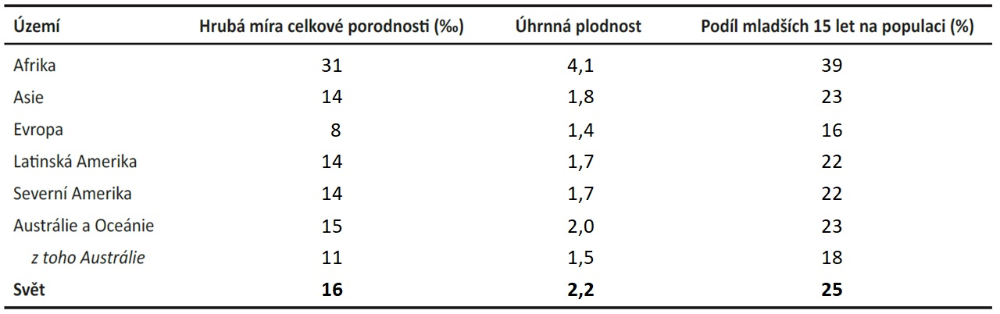 Území Hrubá míra celkové porodnosti (‰) Úhrnná plodnost Podíl mladších 15 let na populaci (%)
Afrika 31 4,1 39
Asie 14 1,8 23
Evropa 8 1,4 16
Latinská Amerika 14 1,7 22
Severní Amerika 14 1,7 22
Austrálie a Oceánie 15 2,0 23
z toho Austrálie 11 1,5 18
Svět 16 2,2 25